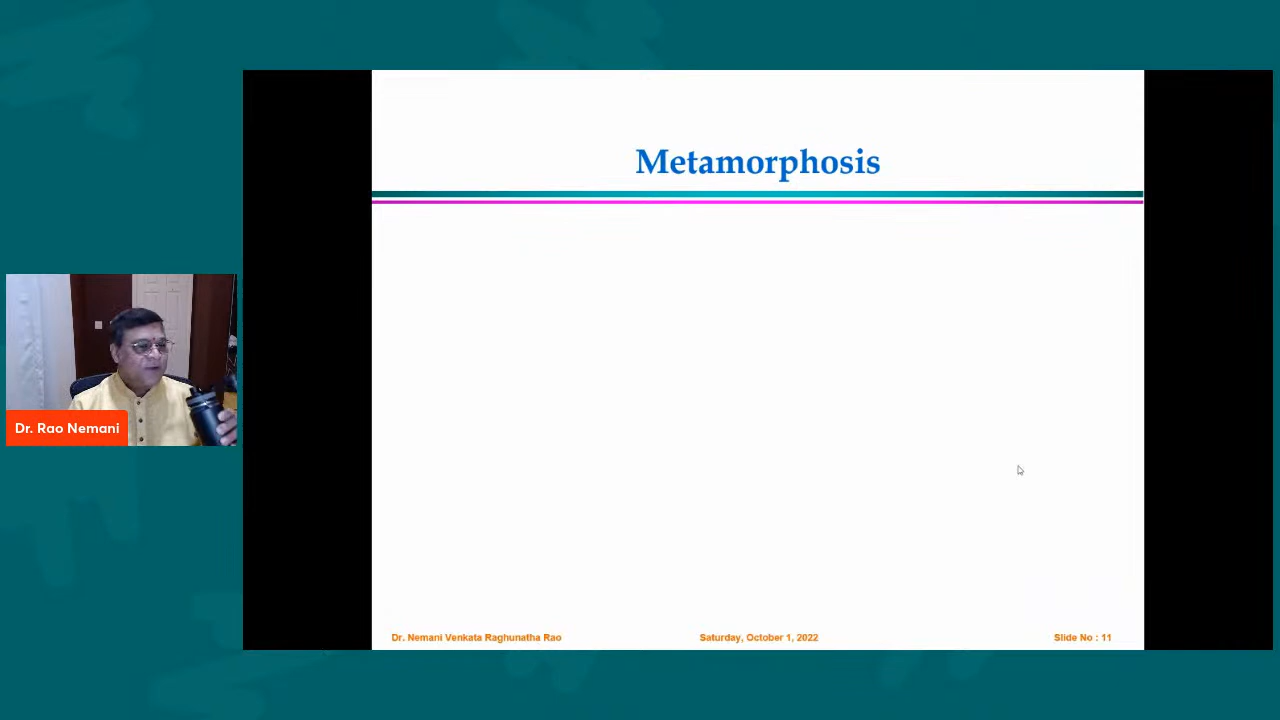 Metamorphosis
Dr. Rao Nemani
Dr. Nemani Venkata Raghunatha Rao
Saturday, October 1, 2022
Slide No : 11